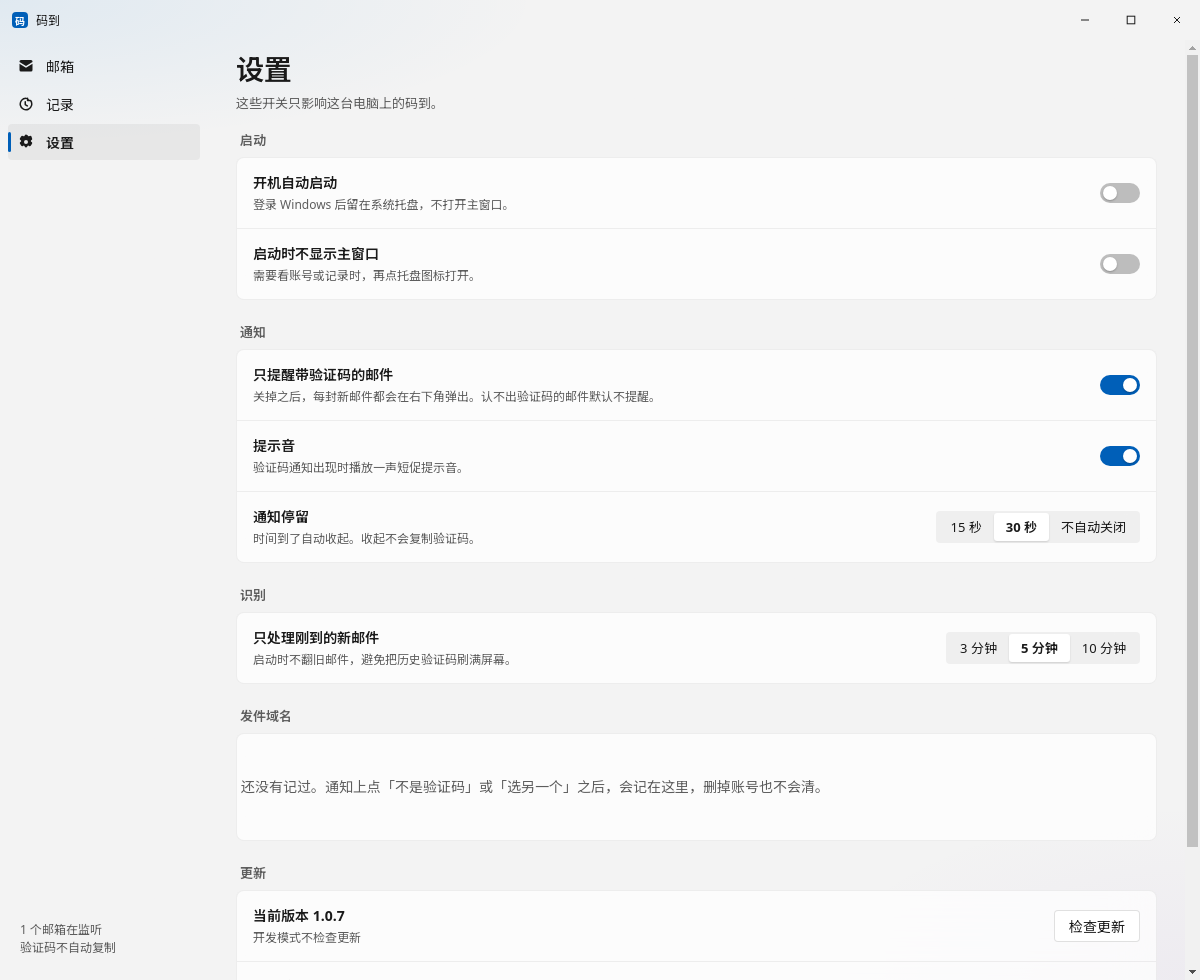 码 码到
邮箱
记录
设置
设置
这些开关只影响这台电脑上的码到。
启动
开机自动启动
登录 Windows 后留在系统托盘，不打开主窗口。
启动时不显示主窗口
需要看账号或记录时，再点托盘图标打开。
通知
只提醒带验证码的邮件
关掉之后，每封新邮件都会在右下角弹出。认不出验证码的邮件默认不提醒。
提示音
验证码通知出现时播放一声短促提示音。
通知停留
时间到了自动收起。收起不会复制验证码。
15 秒 30 秒 不自动关闭
识别
只处理刚到的新邮件
启动时不翻旧邮件，避免把历史验证码刷满屏幕。
3 分钟 5 分钟 10 分钟
发件域名
还没有记过。通知上点「不是验证码」或「选另一个」之后，会记在这里，删掉账号也不会清。
更新
当前版本 1.0.7
开发模式不检查更新
检查更新
1 个邮箱在监听
验证码不自动复制